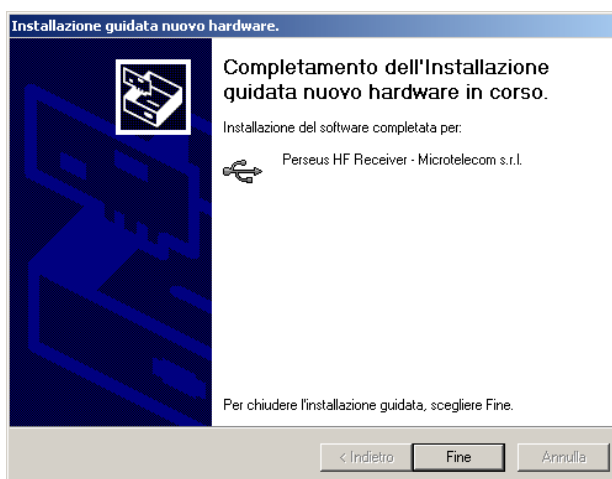 Installazione guidata nuovo hardware.
Completamento dell'Installazione
guidata nuovo hardware in corso.
Installazione del software completata per:
Perseus HF Receiver - Microtelecom s.r.l.
Per chiudere l'installazione guidata, scegliere Fine.
< Indietro Fine Annulla